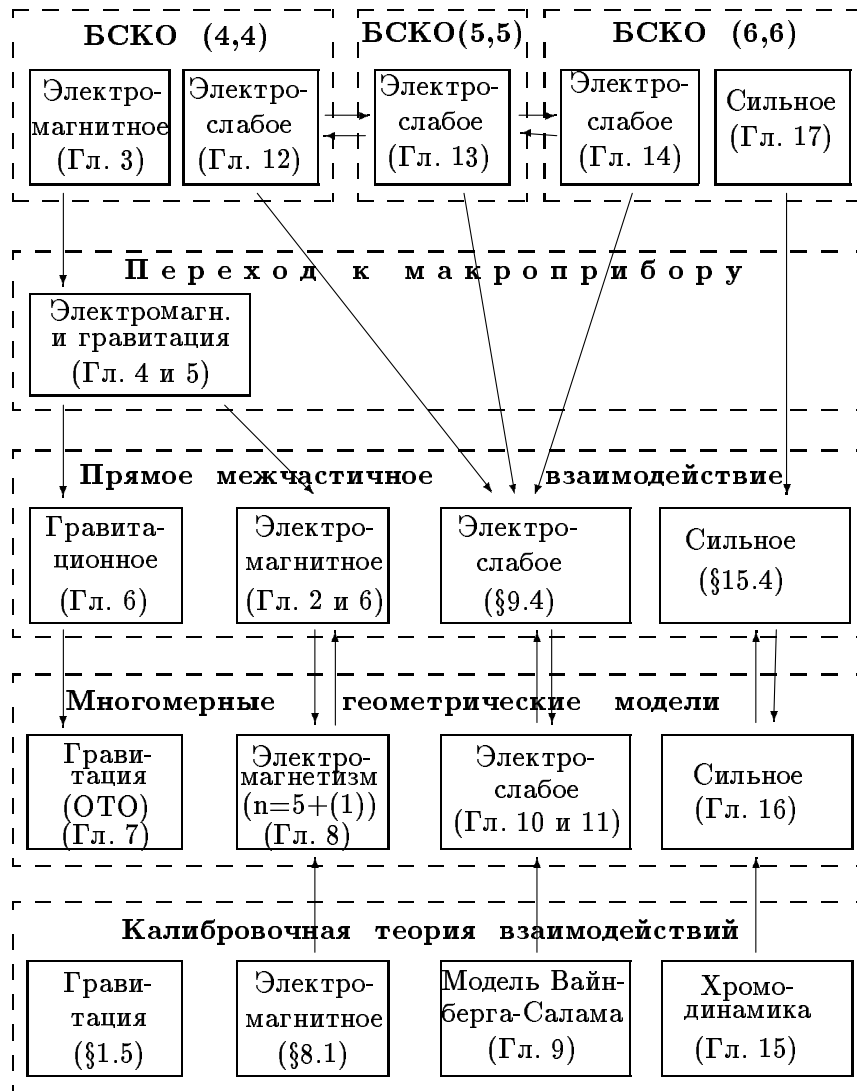 БСКО (4,4)
БСКО(5,5)
БСКО (6,6)
Электро-
магнитное
(Гл. 3)
Электро-
слабое
(Гл. 12)
Электро-
слабое
(Гл. 13)
Электро-
слабое
(Гл. 14)
Сильное
(Гл. 17)
Переход к макроприбору
Электромагн.
и гравитация
(Гл. 4 и 5)
Прямое межчастичное взаимодействие
Гравита-
ционное
(Гл. 6)
Электро-
магнитное
(Гл. 2 и 6)
Электро-
слабое
(§9.4)
Сильное
(§15.4)
Многомерные геометрические модели
Грави-
тация
(ОТО)
(Гл. 7)
Электро-
магнетизм
(n=5+(1))
(Гл. 8)
Электро-
слабое
(Гл. 10 и 11)
Сильное
(Гл. 16)
Калибровочная теория взаимодействий
Грави-
тация
(§1.5)
Электро-
магнитное
(§8.1)
Модель Вайн-
берга-Салама
(Гл. 9)
Хромо-
динамика
(Гл. 15)